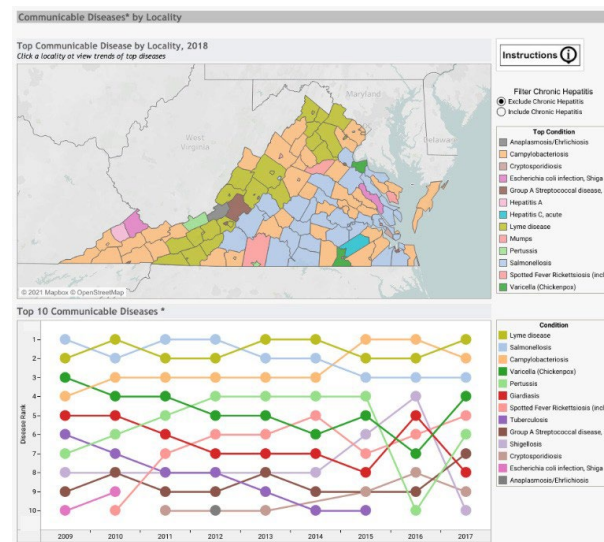 Communicable Diseases* by Locality
Top Communicable Disease by Locality, 2018
Click a locality at view trends of top diseases
Instructions
Filter Chronic Hepatitis
Exclude Chronic Hepatitis
Include Chronic Hepatitis
Maryland
West
Virginia
Delaware
© 2021 Mapbox © OpenStreetMap
Top Condition
Anaplasmosis/Ehrlichiosis
Campylobacteriosis
Cryptosporidiosis
Escherichia coli infection, Shiga
Group A Streptococcal disease,
Hepatitis A
Hepatitis C, acute
Lyme disease
Mumps
Pertussis
Salmonellosis
Spotted Fever Rickettsiosis (incl
Varicella (Chickenpox)
Top 10 Communicable Diseases *
Disease Rank
1
2
3
4
5
6
7
8
9
10
2009 2010 2011 2012 2013 2014 2015 2016 2017
Condition
Lyme disease
Salmonellosis
Campylobacteriosis
Varicella (Chickenpox)
Pertussis
Giardiasis
Spotted Fever Rickettsiosis (incl
Tuberculosis
Group A Streptococcal disease,
Shigellosis
Cryptosporidiosis
Escherichia coli infection, Shiga
Anaplasmosis/Ehrlichiosis